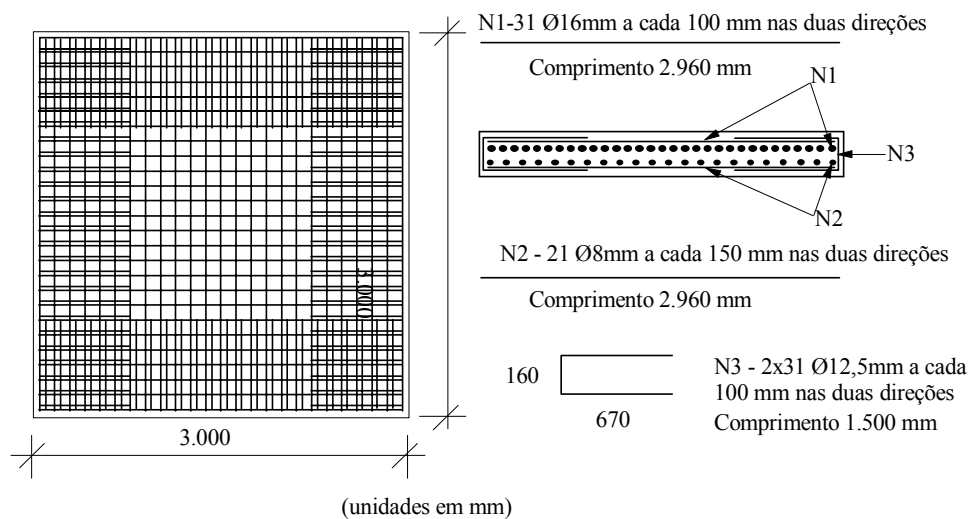 N1-31 Ø16mm a cada 100 mm nas duas direções
Comprimento 2.960 mm
N1
N3
N2
N2 - 21 Ø8mm a cada 150 mm nas duas direções
Comprimento 2.960 mm
3.000
160
670
N3 - 2x31 Ø12,5mm a cada
100 mm nas duas direções
Comprimento 1.500 mm
3.000
(unidades em mm)